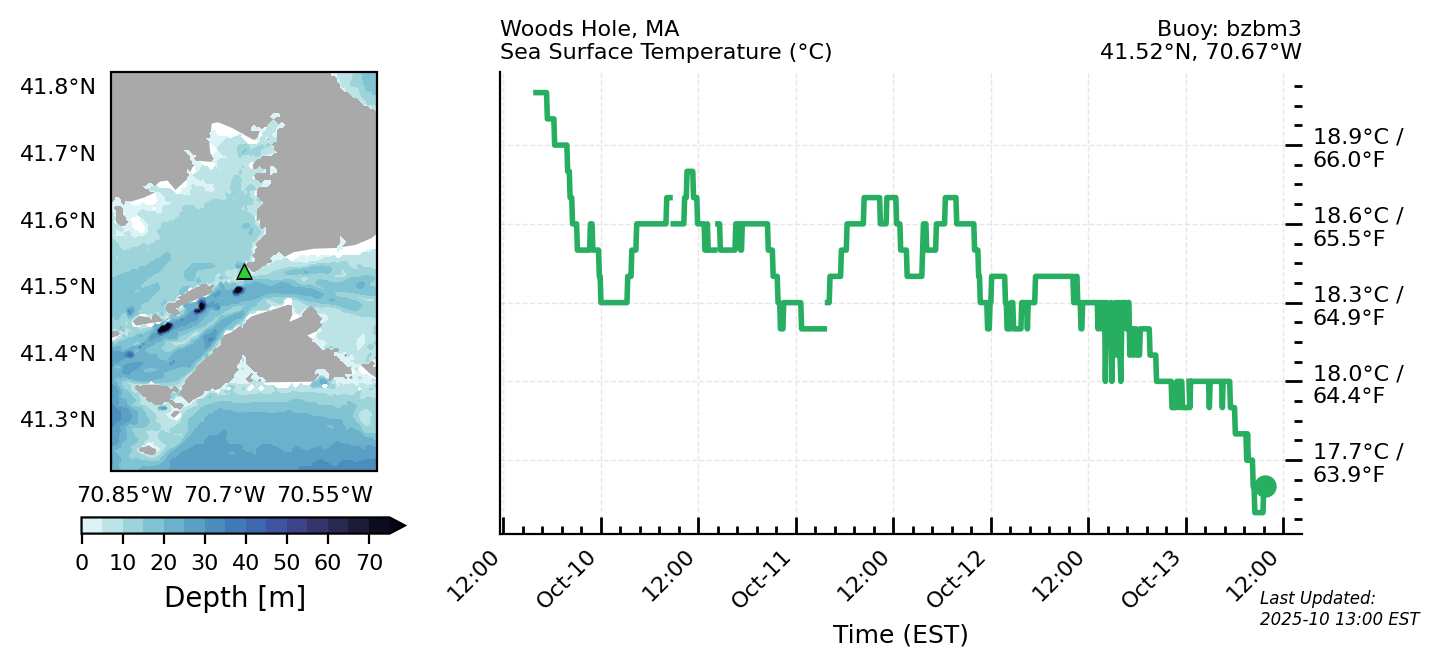 Woods Hole, MA
Sea Surface Temperature (°C)
Buoy: bzbm3
41.52°N, 70.67°W
41.8°N
41.7°N
41.6°N
41.5°N
41.4°N
41.3°N
70.85°W 70.7°W 70.55°W
0 10 20 30 40 50 60 70
Depth [m]
18.9°C /
66.0°F
18.6°C /
65.5°F
18.3°C /
64.9°F
18.0°C /
64.4°F
17.7°C /
63.9°F
12:00
Oct-10
12:00
Oct-11
12:00
Oct-12
12:00
Oct-13
12:00
Time (EST)
Last Updated:
2025-10 13:00 EST